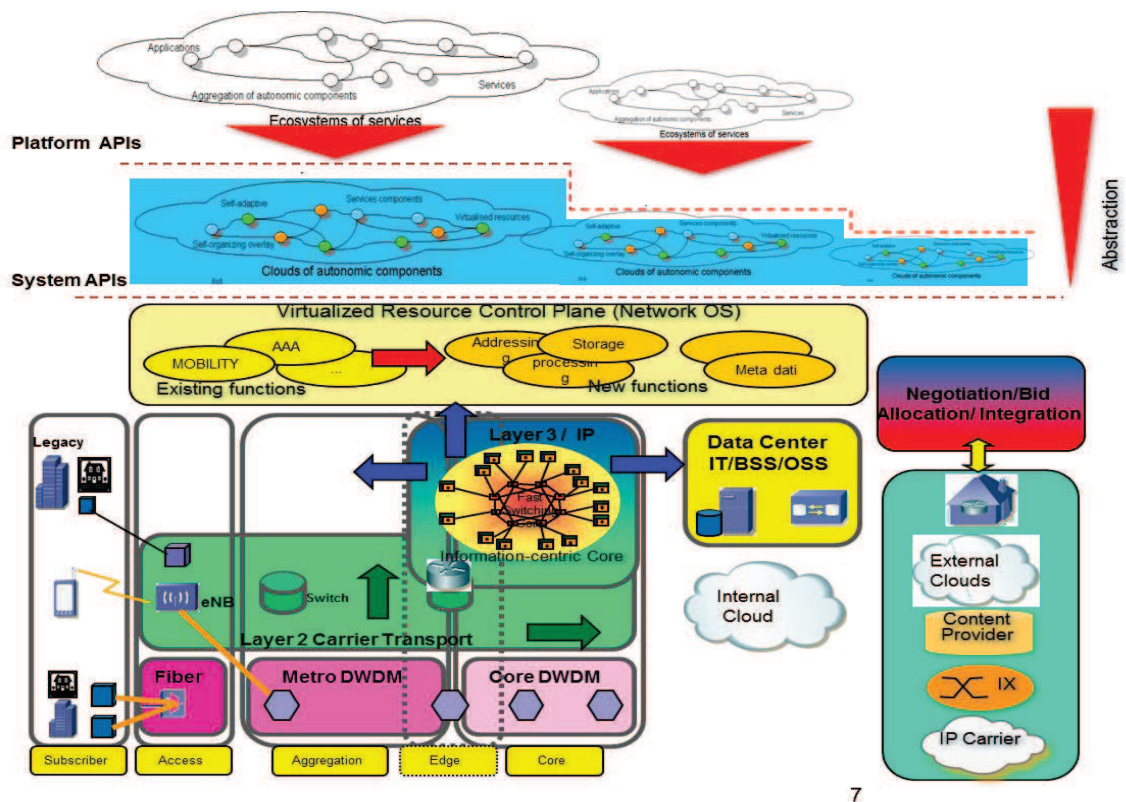 Applications
Aggregation of autonomic components
Services
Ecosystems of services
Applications
Aggregation of autonomic components
Services
Ecosystems of services
Platform APIs
Abstraction
Self-adaptive
Services components
Virtualised resources
Self-organizing overlay
Clouds of autonomic components
Self-adaptive
Services components
Virtualised resources
Self-organizing overlay
Clouds of autonomic components
Clouds of autonomic components
System APIs
Virtualized Resource Control Plane (Network OS)
AAA
MOBILITY
...
Existing functions
Addressin
g
Storage
processin
g
Meta dati
New functions
Negotiation/Bid
Allocation/ Integration
Legacy
Layer 3 / IP
Fast
Switching
Core
Information-centric Core
Data Center
IT/BSS/OSS
Internal
Cloud
External
Clouds
Content
Provider
IX
IP Carrier
eNB
Switch
Layer 2 Carrier Transport
Fiber
Metro DWDM
Core DWDM
Subscriber
Access
Aggregation
Edge
Core
7